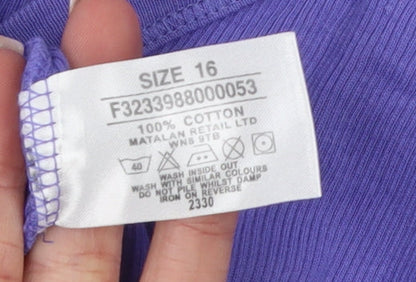 SIZE 16
F3233988000053
100% COTTON
MATALAN RETAIL LTD
WN8 9TB
40
WASH INSIDE OUT
WASH WITH SIMILAR COLOURS
DO NOT PILE WHILST DAMP
IRON ON REVERSE
2330